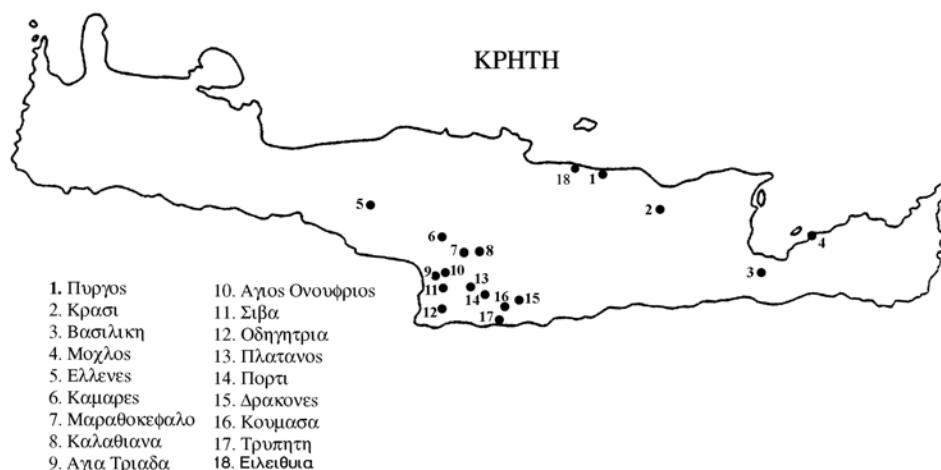 ΚΡΗΤΗ
18
1
5
2
6
4
7
8
9
10
3
11
13
14
16
15
12
17
1. Πυργος
2. Κρασι
3. Βασιλικη
4. Μοχλος
5. Ελλενες
6. Καμαρες
7. Μαραθοκεφαλο
8. Καλαθιανα
9. Αγια Τριαδα
10. Αγιος Ονουφριος
11. Σιβα
12. Οδηγητρια
13. Πλατανος
14. Πορτι
15. Δρακονες
16. Κουμασα
17. Τρυπητη
18. Ειλειθυια